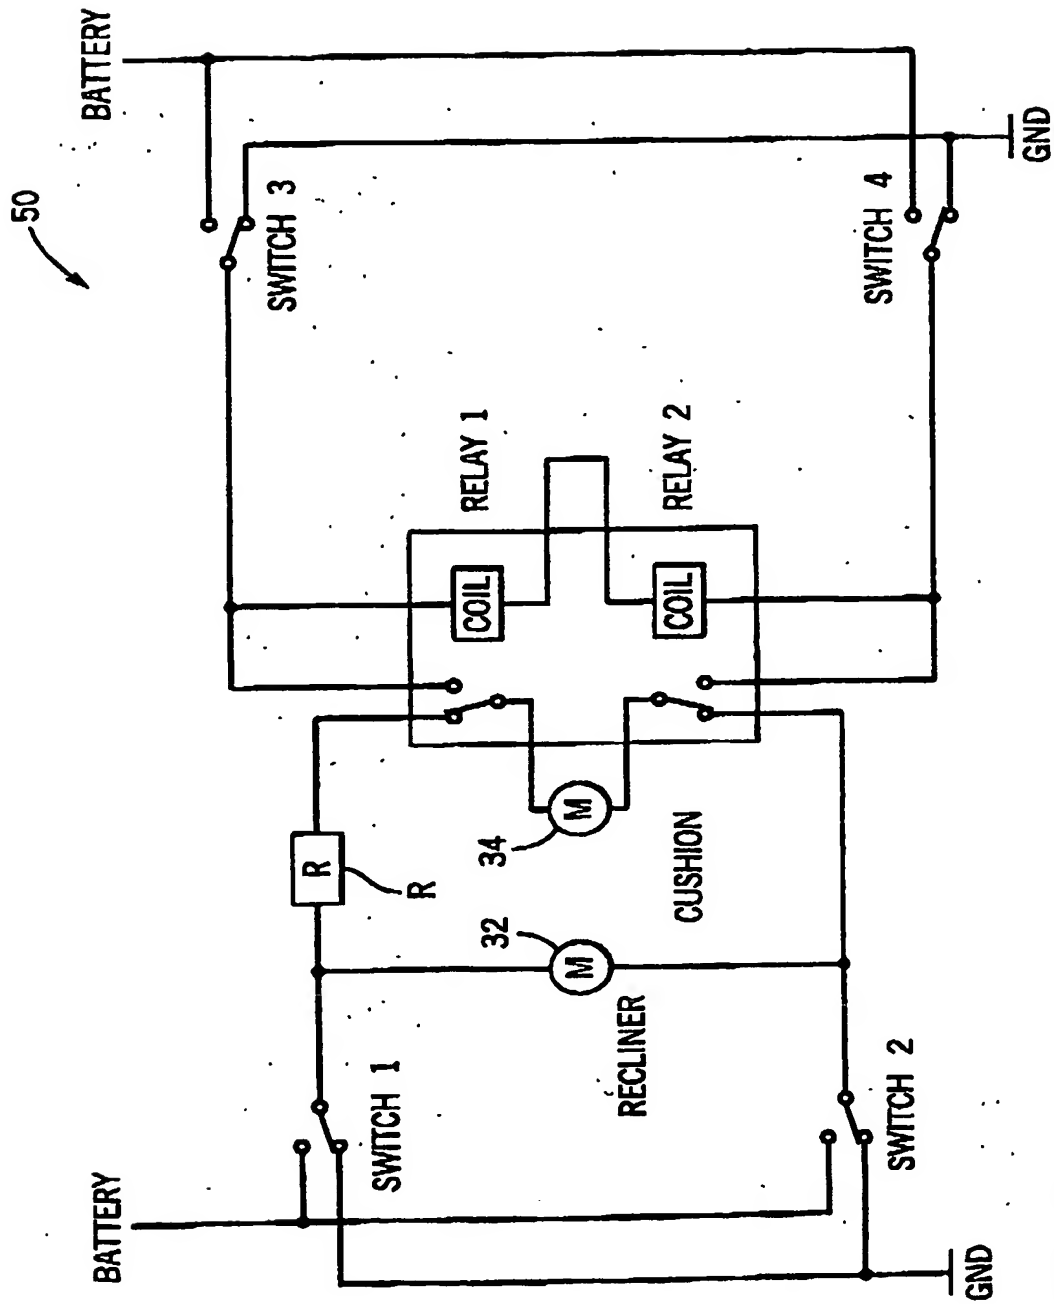 50
BATTERY
BATTERY
SWITCH 3
R
SWITCH 1
R
32
34
COIL
RELAY 1
M
M
RECLINER
CUSHION
COIL
RELAY 2
SWITCH 2
SWITCH 4
GND
GND